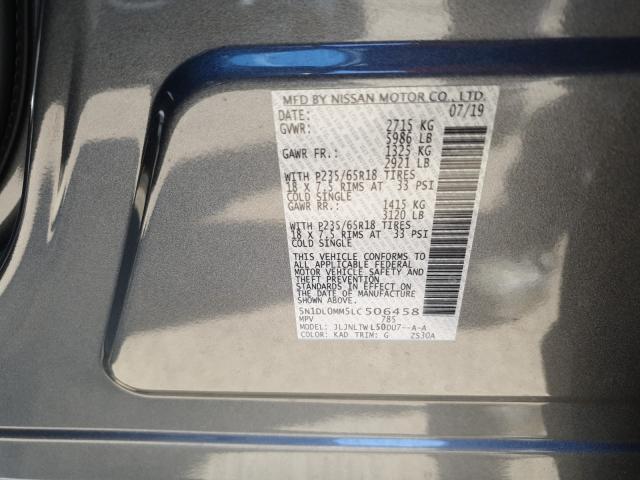 MFD BY NISSAN MOTOR CO., LTD.
DATE: 07/19
GVWR: 2715 KG
5986 LB
GAWR FR.: 1325 KG
2921 LB
WITH P235/65R18 TIRES
18 X 7.5 RIMS AT 33 PSI
COLD SINGLE
GAWR RR.: 1415 KG
3120 LB
WITH P235/65R18 TIRES
18 X 7.5 RIMS AT 33 PSI
COLD SINGLE
THIS VEHICLE CONFORMS TO
ALL APPLICABLE FEDERAL
MOTOR VEHICLE SAFETY AND
THEFT PREVENTION
STANDARDS IN EFFECT ON
THE DATE OF MANUFACTURE
SHOWN ABOVE.
5N1DL0MM5LC506458
MPV 785
MODEL: JLJNLTWL50DU7--A-A
COLOR: KAD TRIM: G ZS30A